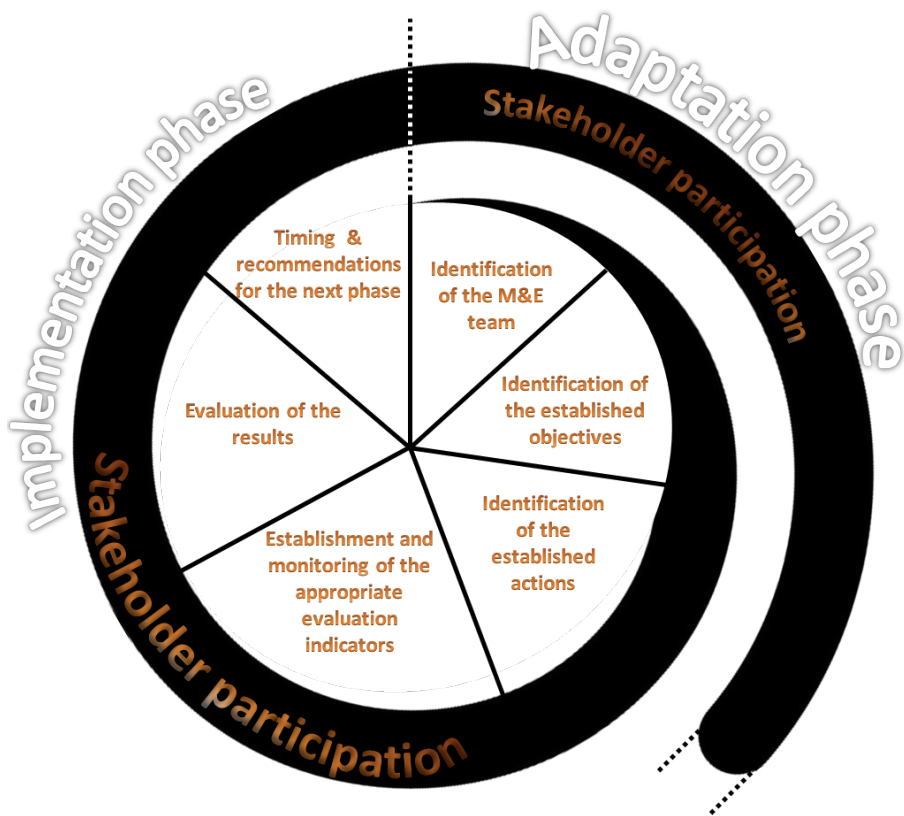 Implementation phase
Adaptation phase
Stakeholder participation
Timing &
recommendations
for the next phase
Identification
of the M&E
team
Identification of
the established
objectives
Identification
of the
established
actions
Establishment and
monitoring of the
appropriate
evaluation
indicators
Evaluation of the
results
Stakeholder participation